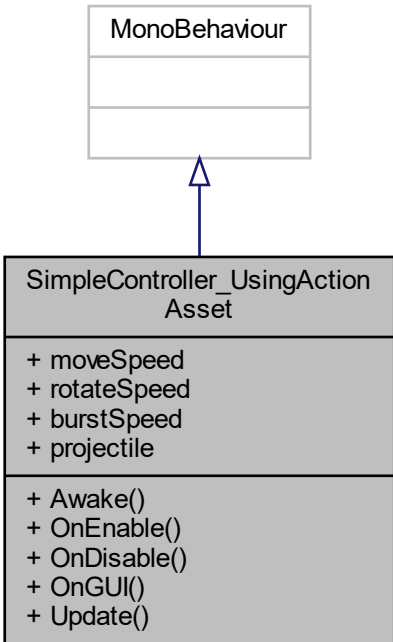 MonoBehaviour
SimpleController_UsingAction
Asset
+ moveSpeed
+ rotateSpeed
+ burstSpeed
+ projectile
+ Awake()
+ OnEnable()
+ OnDisable()
+ OnGUI()
+ Update()